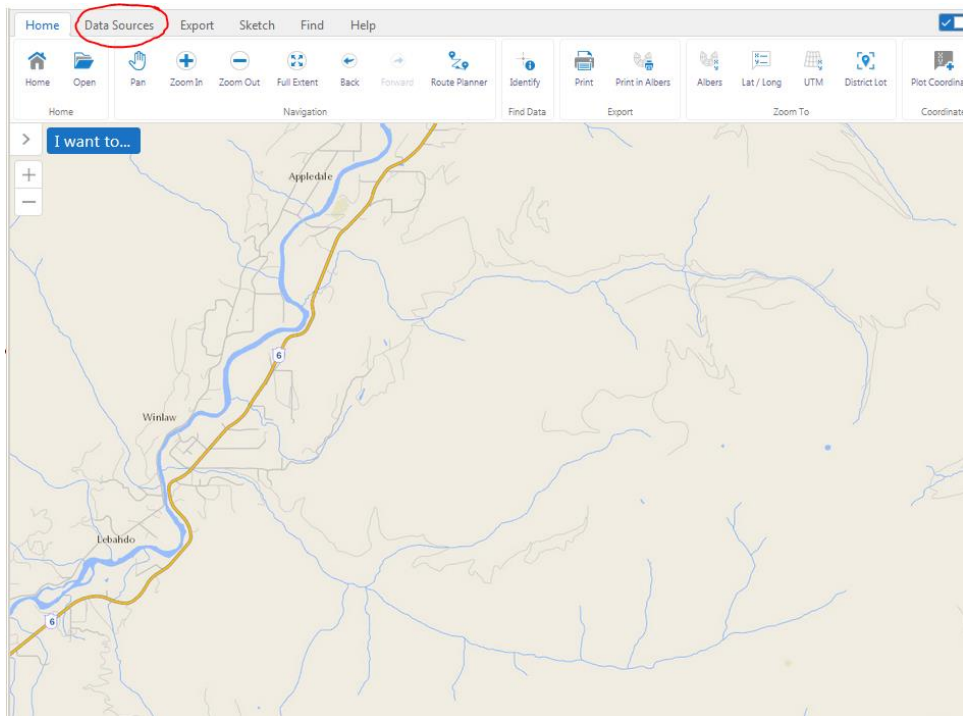 Home Data Sources Export Sketch Find Help
Home Open Pan Zoom In Zoom Out Full Extent Back Forward Route Planner Identify Print Print in Albers Albers Lat / Long UTM District Lot Plot Coordina
Home Navigation Find Data Export Zoom To Coordinate
I want to...
Appledale
6
Winlaw
Lebahdo
6